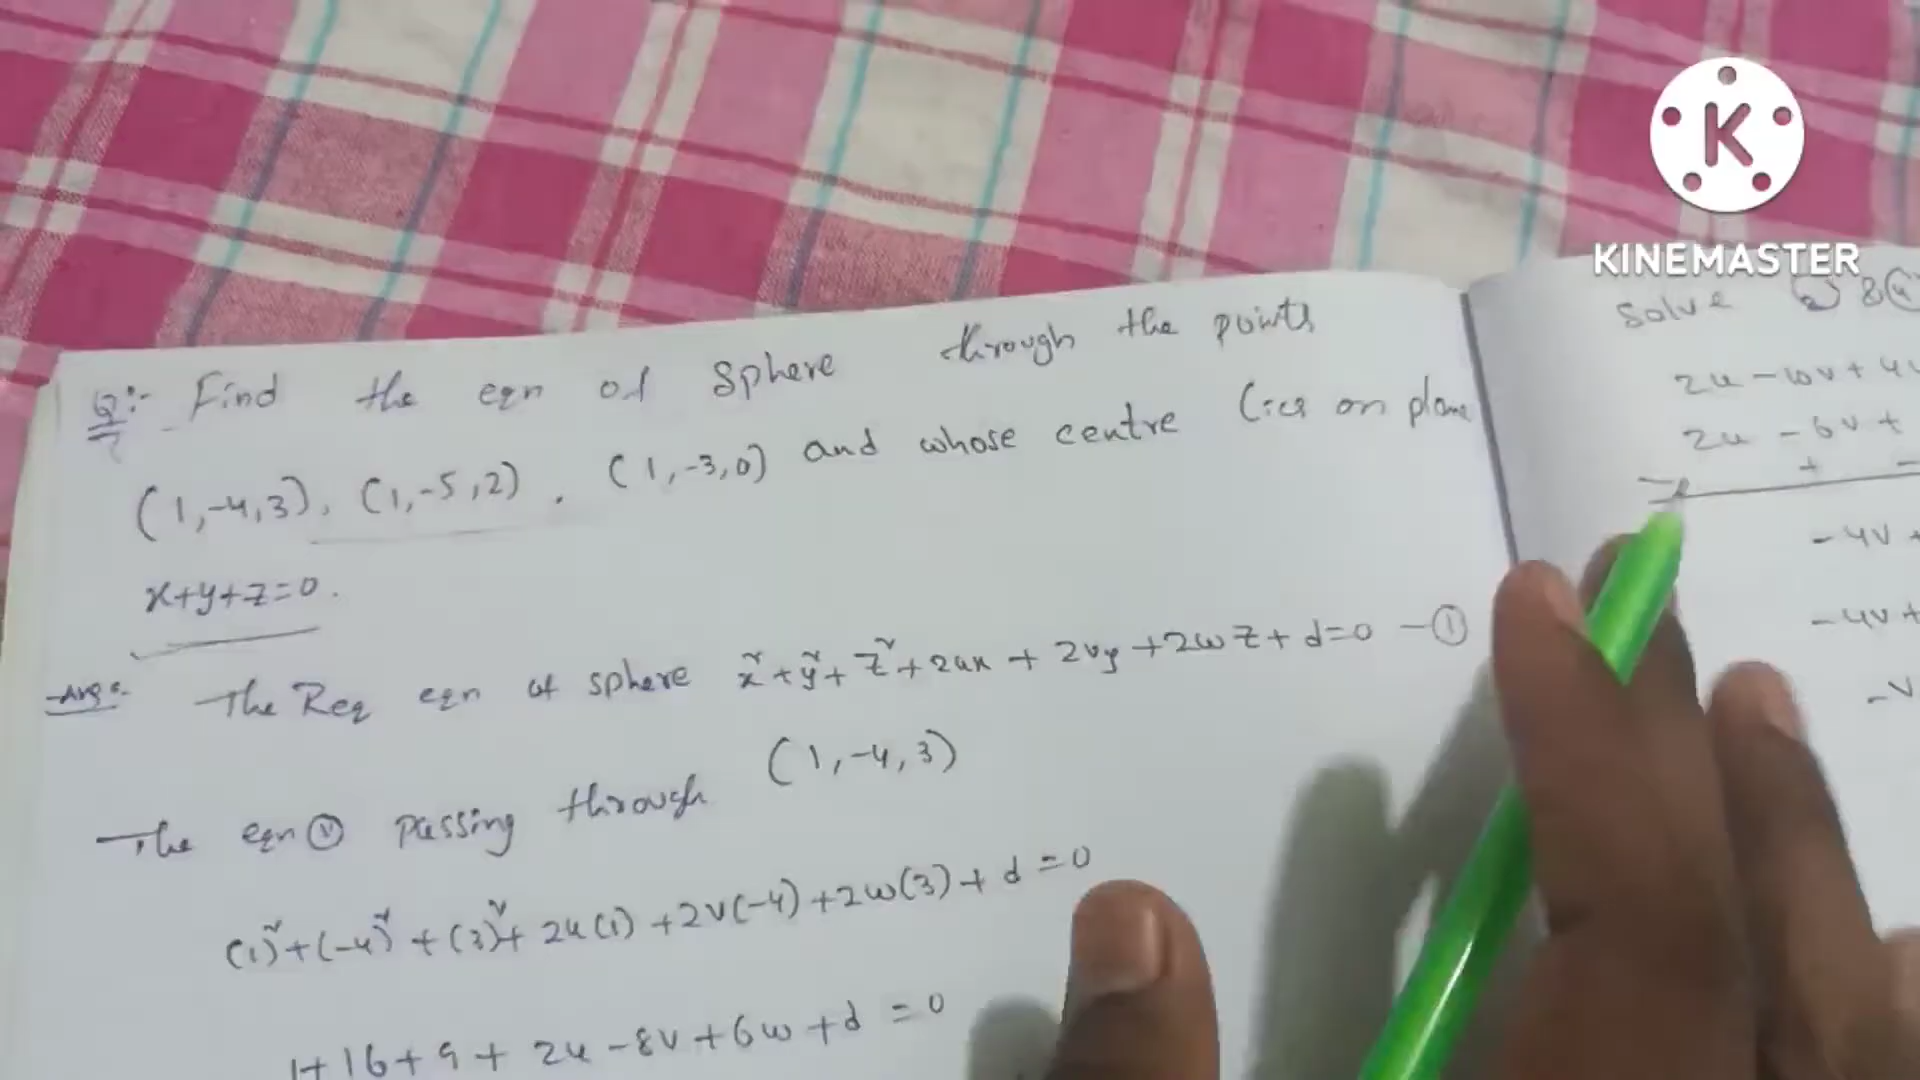 Q:- Find the eqn of sphere through the points
(1,-4,3), (1,-5,2), (1,-3,0) and whose centre lies on plane
x+y+z=0.
Ans:- The Req eqn of sphere x²+y²+z²+2ux+2vy+2wz+d=0 -①
The eqn ① passing through (1,-4,3)
(1)²+(-4)²+(3)²+2u(1)+2v(-4)+2w(3)+d=0
1+16+9+2u-8v+6w+d=0
K
KINEMASTER
Solve ② &
2u-10v+4
2u-6v+
+ -
-4v+
-4v+
-v